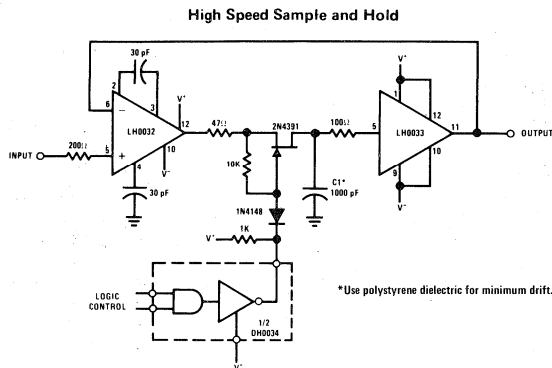 High Speed Sample and Hold
30 pF
2
3
V+
6
−
LH0032
12
47Ω
2N4391
100Ω
V+
1
12
5
LH0033
11
OUTPUT
INPUT
200Ω
5
+
10
4
V−
10K
9
10
30 pF
C1*
1000 pF
V−
1N4148
1K
V+
LOGIC
CONTROL
1/2
DH0034
*Use polystyrene dielectric for minimum drift.